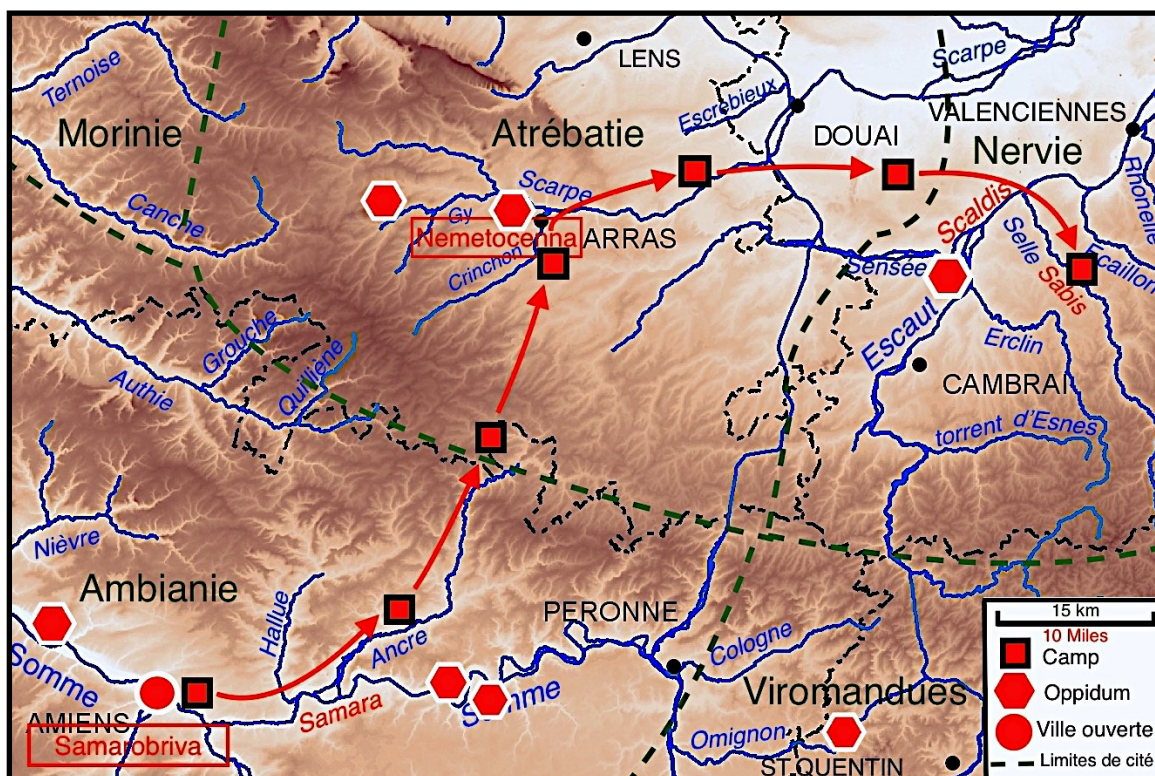 LENS
Scarpe
Ternoise
Escrebieux
VALENCIENNES
Morinie
Atrébatie
DOUAI
Nervie
Rhonelle
Canche
Scarpe
Gy
Scaldis
Nemetocenna
ARRAS
Selle
Écaillon
Crinchon
Sensée
Sabis
Escaut
Grouche
Erclin
Authie
Quilliène
CAMBRAI
torrent d'Esnes
Nièvre
Ambianie
Hallue
PERONNE
15 km
Ancre
Cologne
10 Miles
Camp
Somme
Viromandues
Oppidum
Samara
Somme
AMIENS
Ville ouverte
Samarobriva
Omignon
Limites de cité
ST.QUENTIN